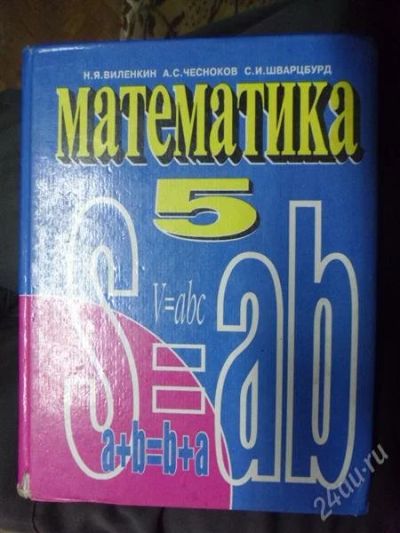 Н.Я.ВИЛЕНКИН А.С.ЧЕСНОКОВ С.И.ШВАРЦБУРД
МАТЕМАТИКА
5
V=abc
S=ab
a+b=b+a
24au.ru